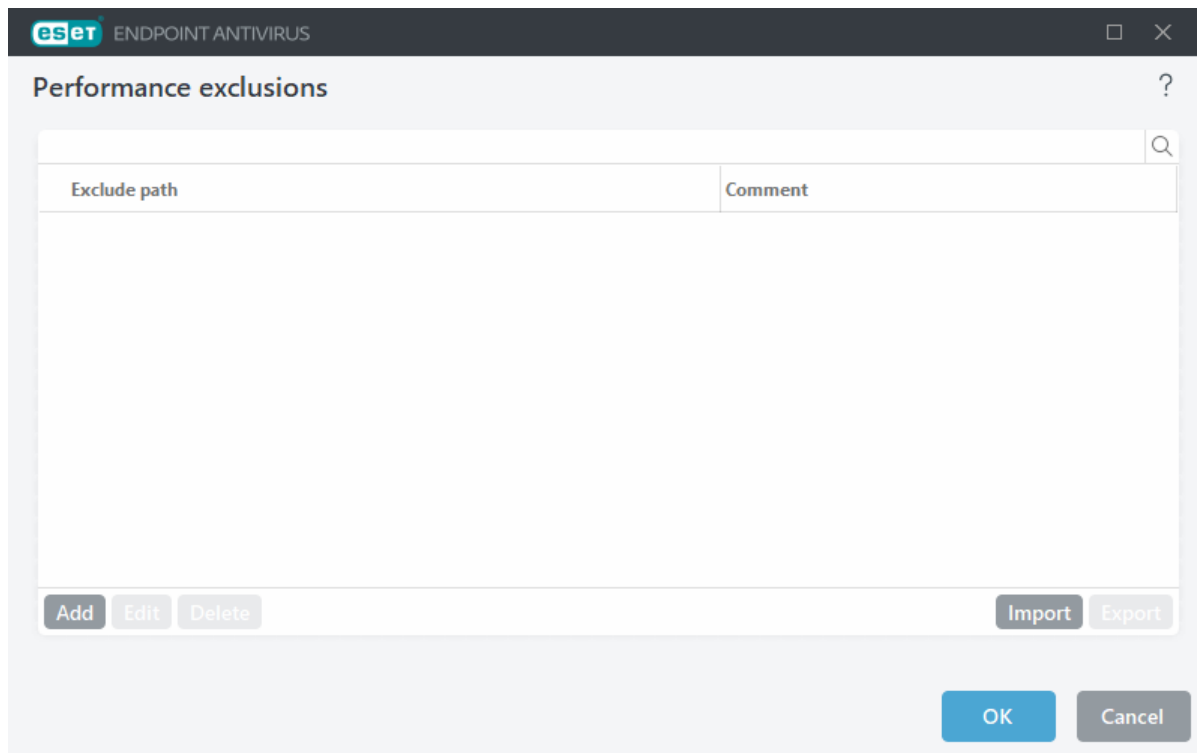 eset ENDPOINT ANTIVIRUS
Performance exclusions ?
Exclude path Comment
Add Edit Delete Import Export
OK Cancel